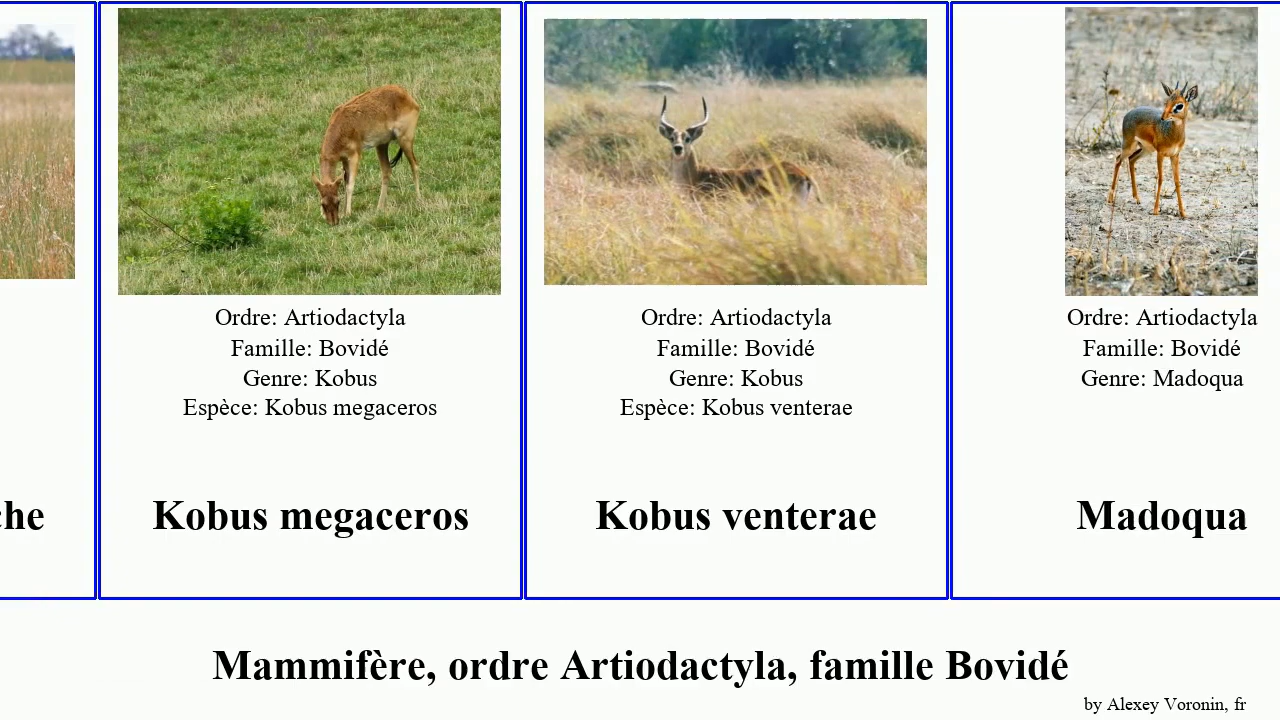 Ordre: Artiodactyla
Famille: Bovidé
Genre: Kobus
Espèce: Kobus megaceros
Kobus megaceros
Ordre: Artiodactyla
Famille: Bovidé
Genre: Kobus
Espèce: Kobus venterae
Kobus venterae
Ordre: Artiodactyla
Famille: Bovidé
Genre: Madoqua
Madoqua
Mammifère, ordre Artiodactyla, famille Bovidé
by Alexey Voronin, fr